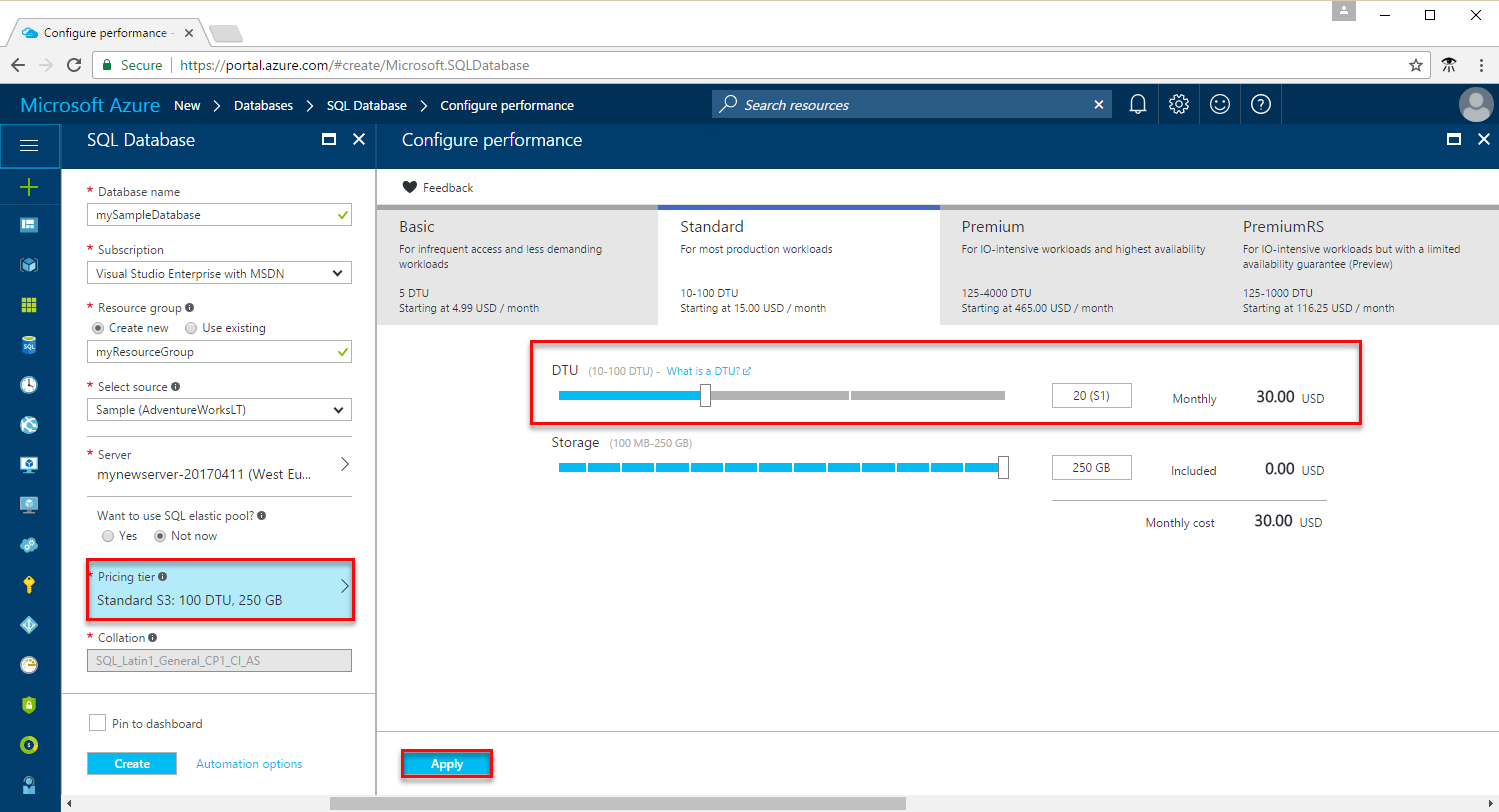 Configure performance -
Secure
https://portal.azure.com/#create/Microsoft.SQLDatabase
Microsoft Azure New > Databases > SQL Database > Configure performance
Search resources
SQL Database
* Database name
mySampleDatabase
* Subscription
Visual Studio Enterprise with MSDN
* Resource group
Create new Use existing
myResourceGroup
* Select source
Sample (AdventureWorksLT)
* Server
mynewserver-20170411 (West Eu...
Want to use SQL elastic pool?
Yes Not now
* Pricing tier
Standard S3: 100 DTU, 250 GB
* Collation
SQL_Latin1_General_CP1_CI_AS
Pin to dashboard
Create Automation options
Configure performance
Feedback
Basic
For infrequent access and less demanding
workloads
5 DTU
Starting at 4.99 USD / month
Standard
For most production workloads
10-100 DTU
Starting at 15.00 USD / month
Premium
For IO-intensive workloads and highest availability
125-4000 DTU
Starting at 465.00 USD / month
PremiumRS
For IO-intensive workloads but with a limited
availability guarantee (Preview)
125-1000 DTU
Starting at 116.25 USD / month
DTU (10-100 DTU) - What is a DTU?
20 (S1) Monthly 30.00 USD
Storage (100 MB-250 GB)
250 GB Included 0.00 USD
Monthly cost 30.00 USD
Apply
SQL